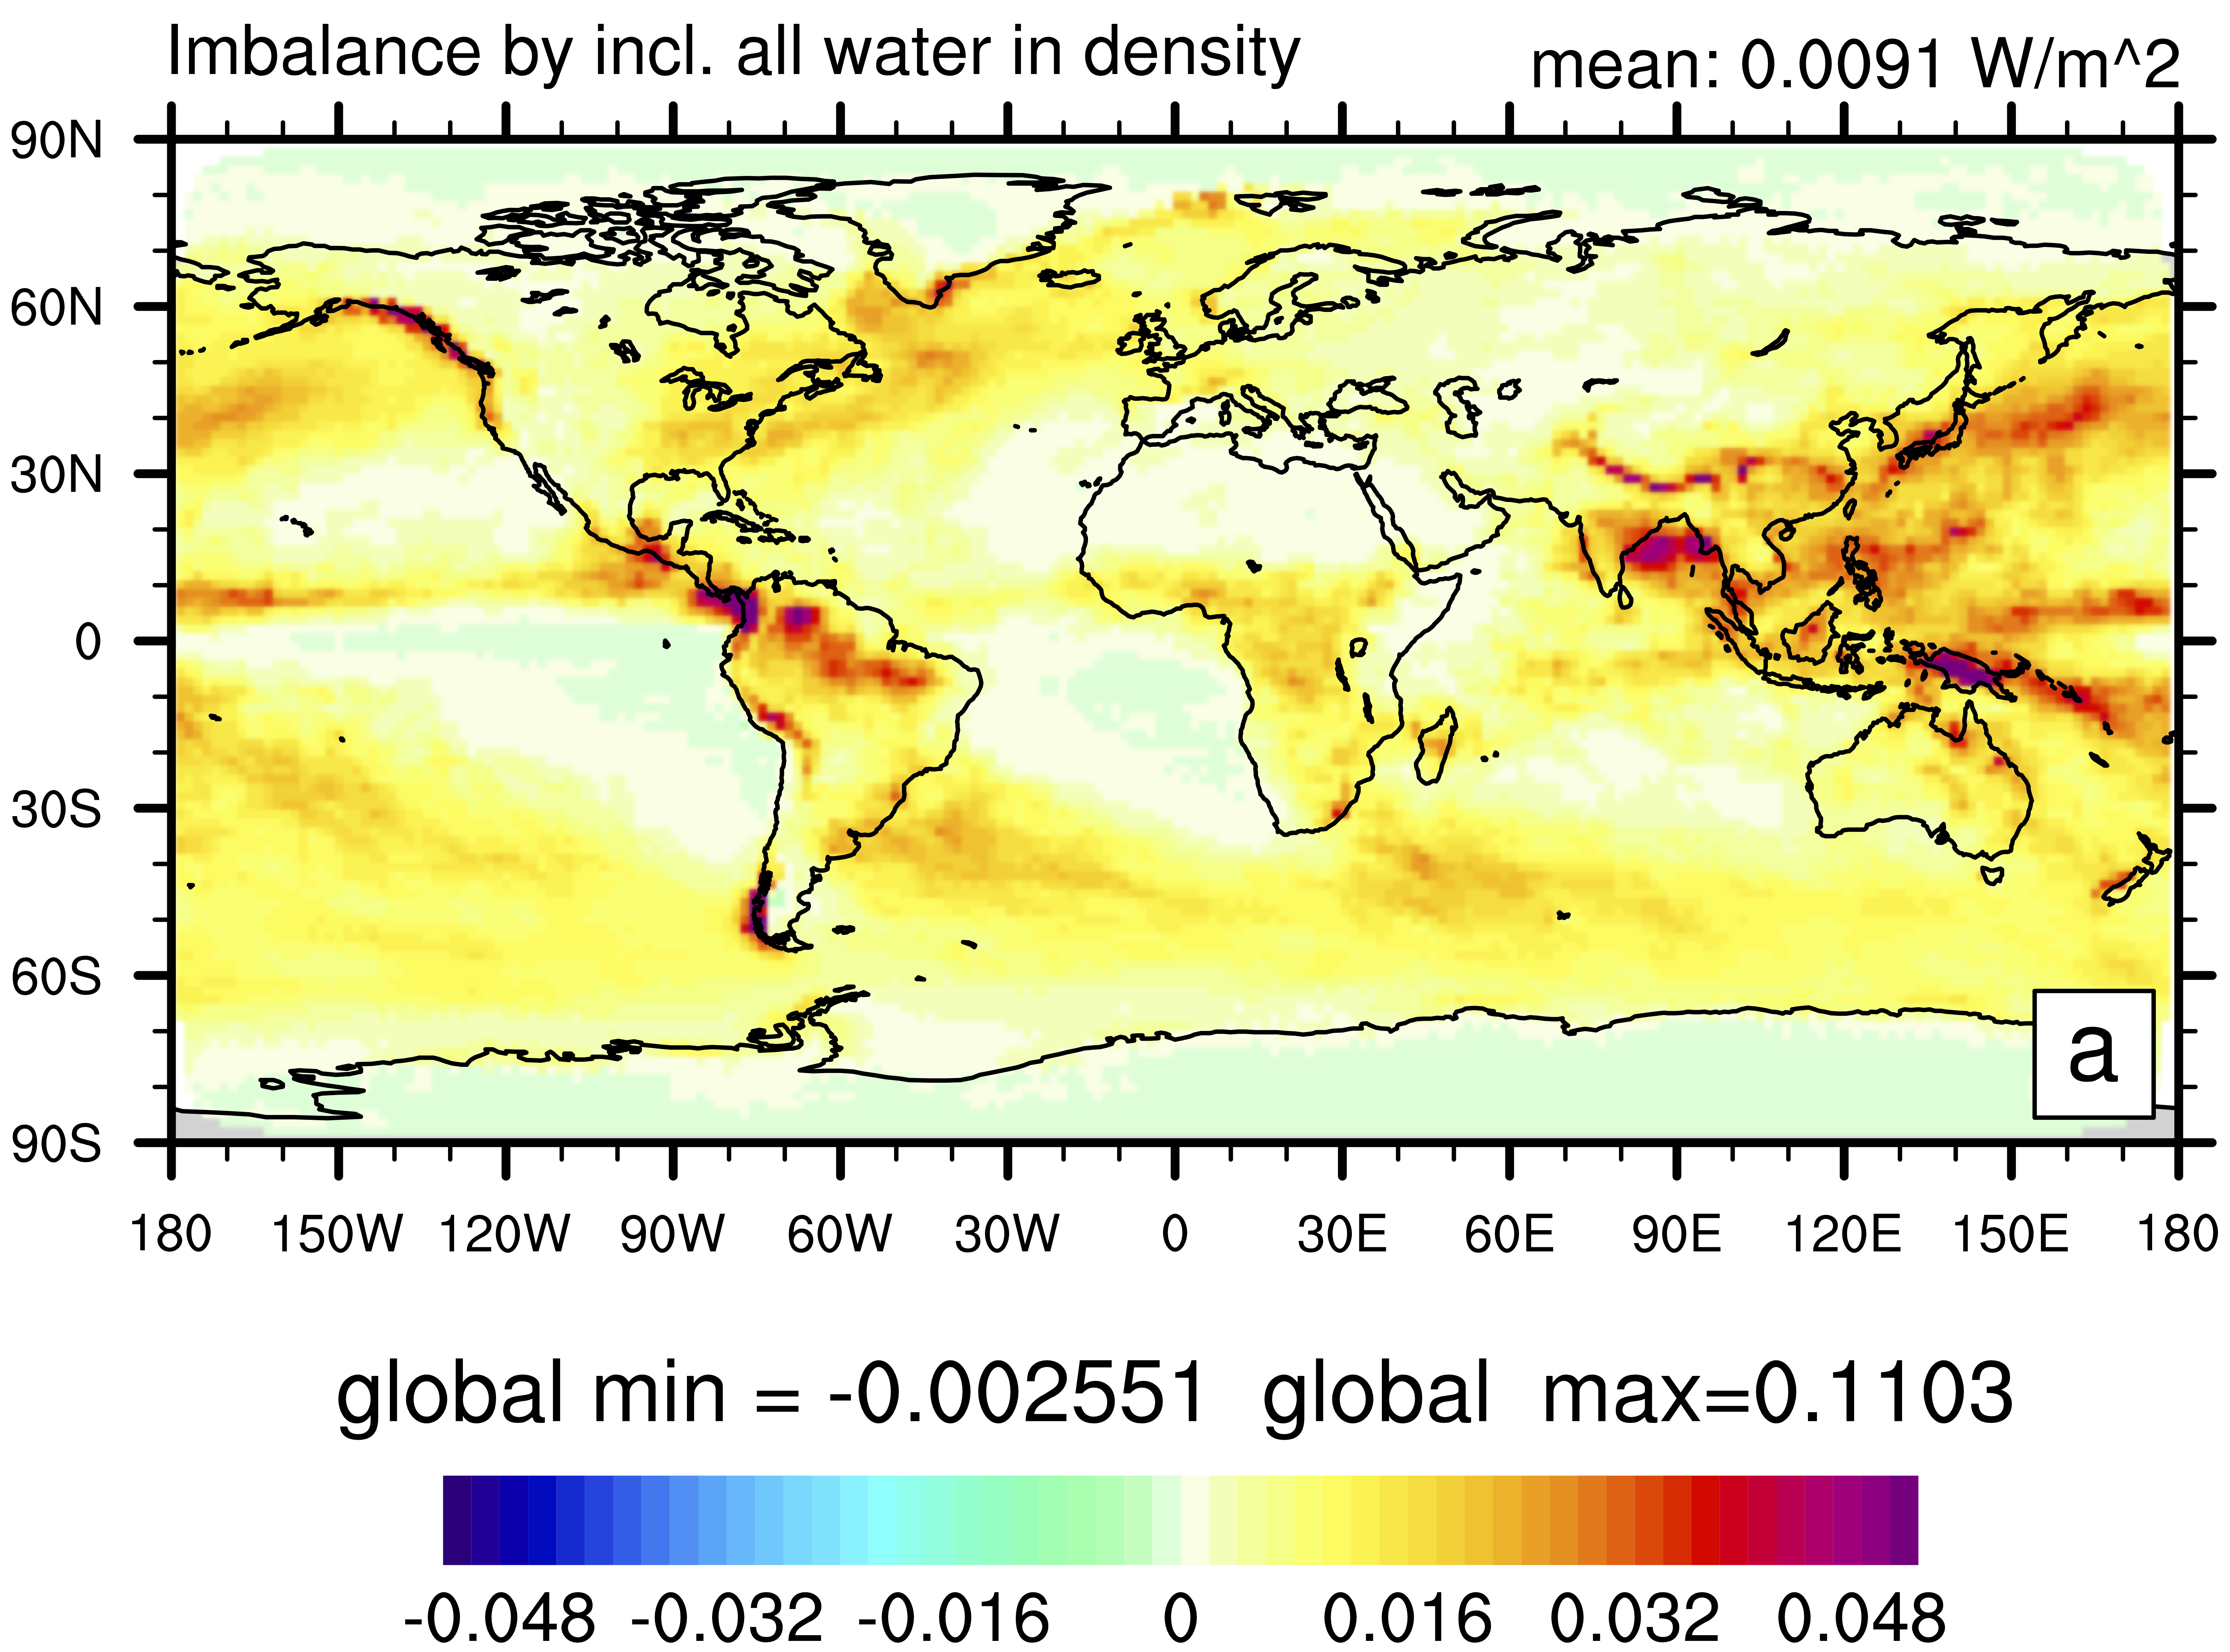 Imbalance by incl. all water in density mean: 0.0091 W/m^2
90N
60N
30N
0
30S
60S
90S
a
180 150W 120W 90W 60W 30W 0 30E 60E 90E 120E 150E 180
global min = -0.002551 global max=0.1103
-0.048 -0.032 -0.016 0 0.016 0.032 0.048